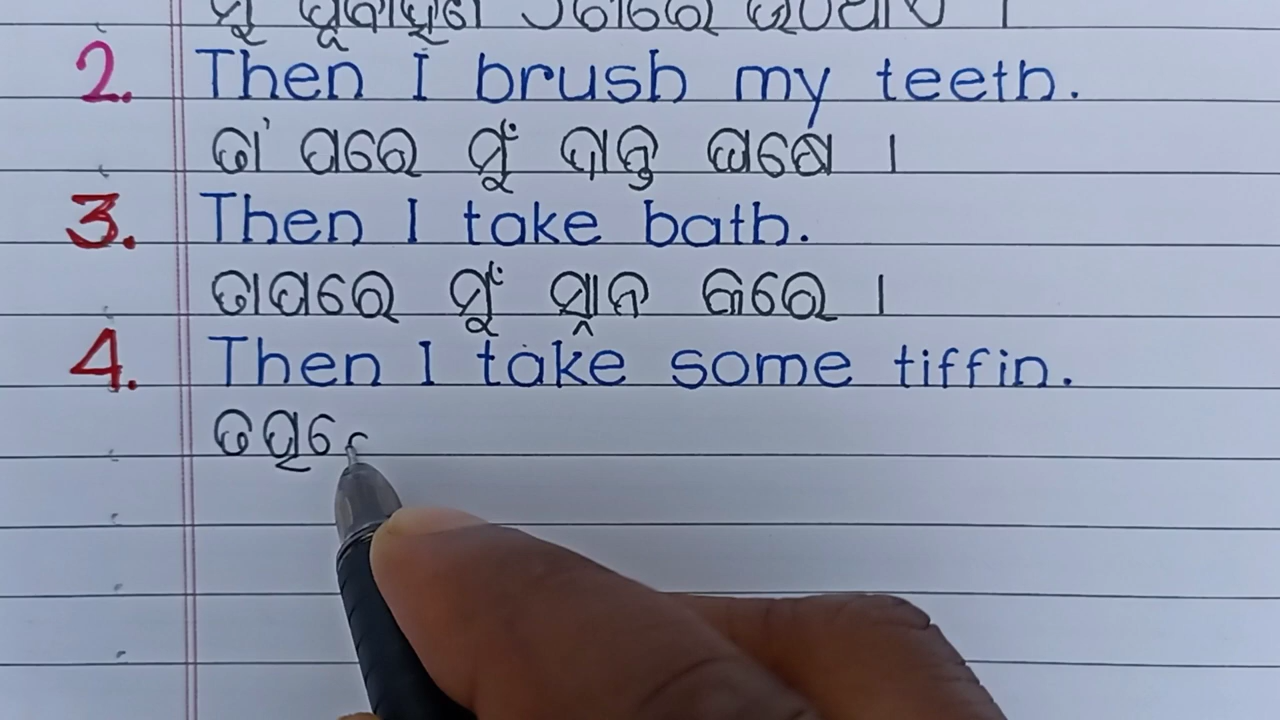 2. Then I brush my teeth.
ତା' ପରେ ମୁଁ ଦାନ୍ତ ଘଷେ ।
3. Then I take bath.
ତାପରେ ମୁଁ ସ୍ନାନ କରେ ।
4. Then I take some tiffin.